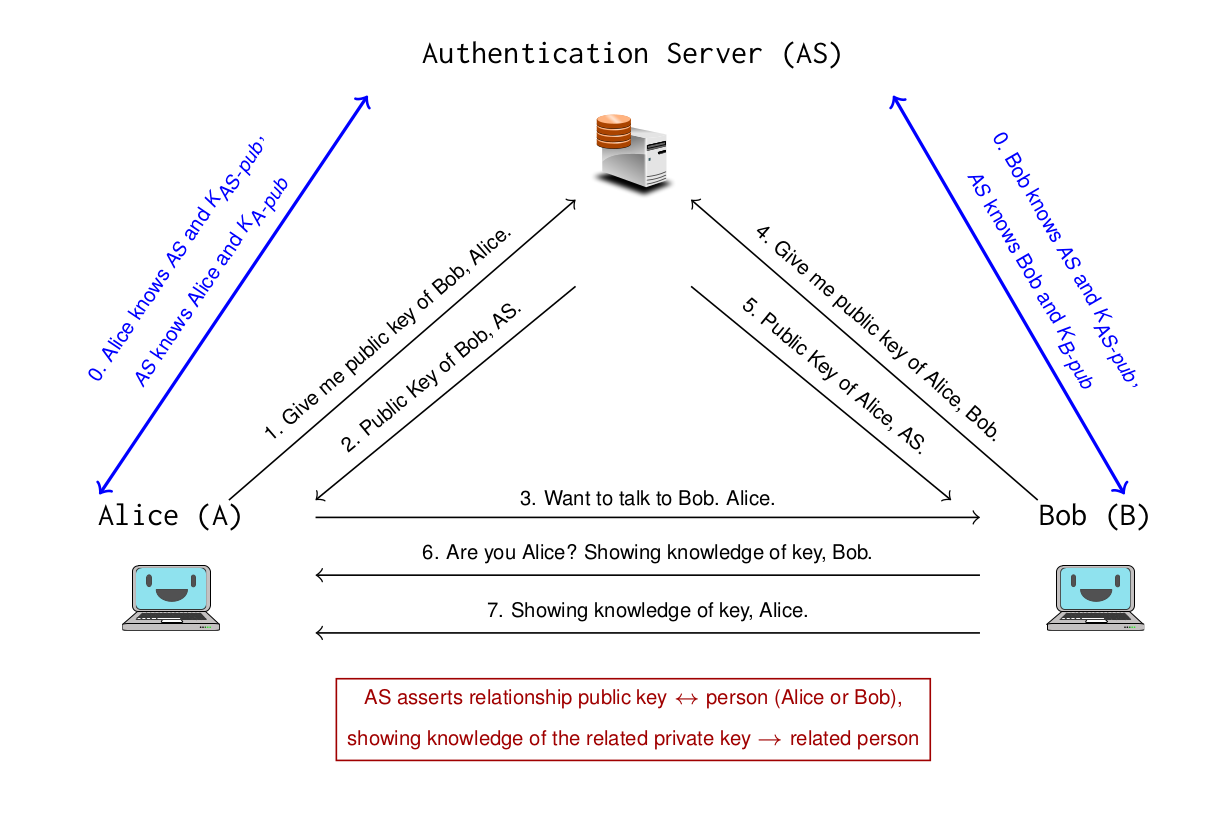 Authentication Server (AS)
0. Alice knows AS and K_AS-pub,
AS knows Alice and K_A-pub
0. Bob knows AS and K_AS-pub,
AS knows Bob and K_B-pub
1. Give me public key of Bob, Alice.
2. Public Key of Bob, AS.
4. Give me public key of Alice, Bob.
5. Public Key of Alice, AS.
Alice (A)
Bob (B)
3. Want to talk to Bob. Alice.
6. Are you Alice? Showing knowledge of key, Bob.
7. Showing knowledge of key, Alice.
AS asserts relationship public key ↔ person (Alice or Bob),
showing knowledge of the related private key → related person